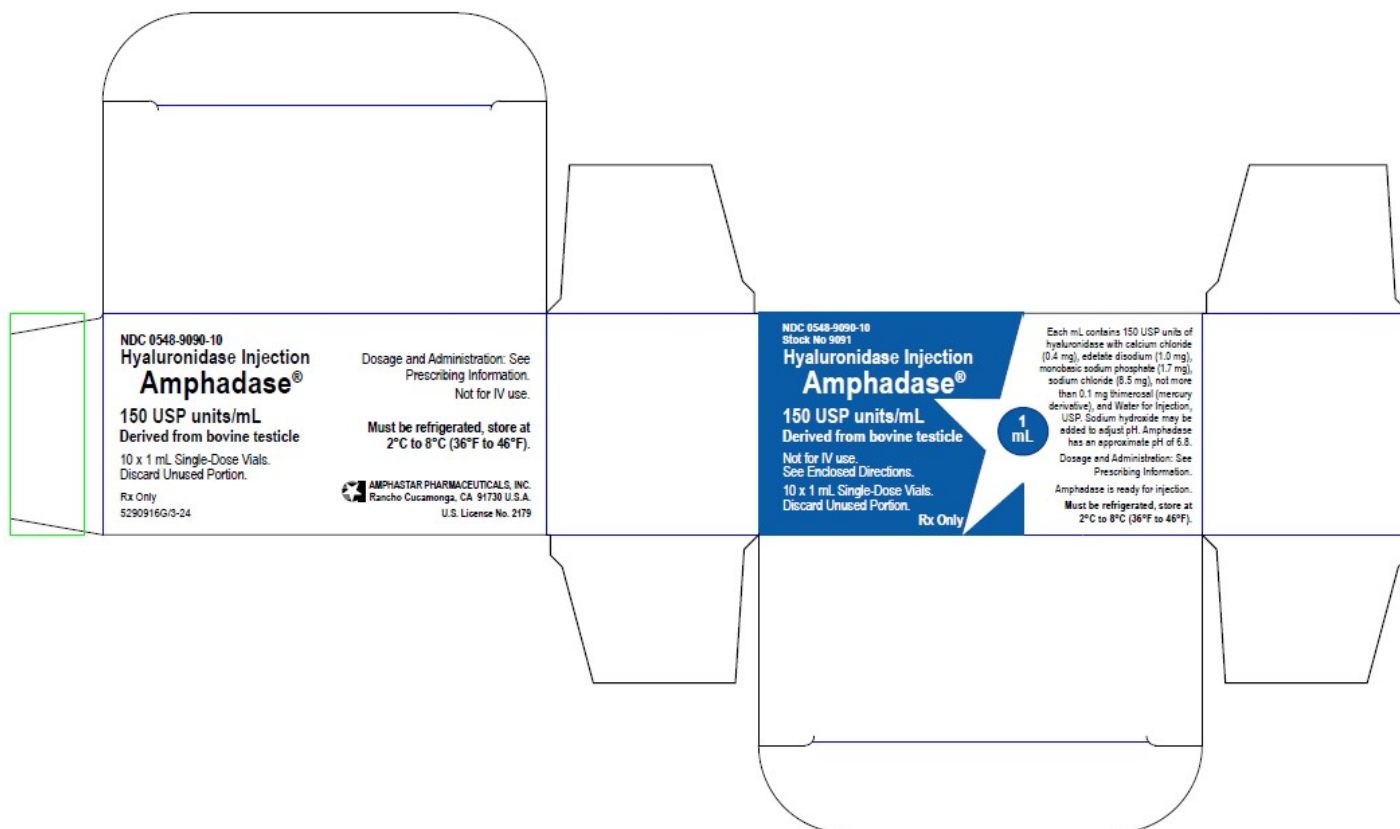 NDC 0548-9090-10
Hyaluronidase Injection
Amphadase®
150 USP units/mL
Derived from bovine testicle
10 x 1 mL Single-Dose Vials.
Discard Unused Portion.
Rx Only
5290916G/3-24
Dosage and Administration: See
Prescribing Information.
Not for IV use.
Must be refrigerated, store at
2°C to 8°C (36°F to 46°F).
AMPHASTAR PHARMACEUTICALS, INC.
Rancho Cucamonga, CA 91730 U.S.A.
U.S. License No. 2179
NDC 0548-9090-10
Stock No 9091
Hyaluronidase Injection
Amphadase®
150 USP units/mL
Derived from bovine testicle
Not for IV use.
See Enclosed Directions.
10 x 1 mL Single-Dose Vials.
Discard Unused Portion.
Rx Only
1
mL
Each mL contains 150 USP units of
hyaluronidase with calcium chloride
(0.4 mg), edetate disodium (1.0 mg),
monobasic sodium phosphate (1.7 mg),
sodium chloride (8.5 mg), not more
than 0.1 mg thimerosal (mercury
derivative), and Water for Injection,
USP. Sodium hydroxide may be
added to adjust pH. Amphadase
has an approximate pH of 6.8.
Dosage and Administration: See
Prescribing Information.
Amphadase is ready for injection.
Must be refrigerated, store at
2°C to 8°C (36°F to 46°F).